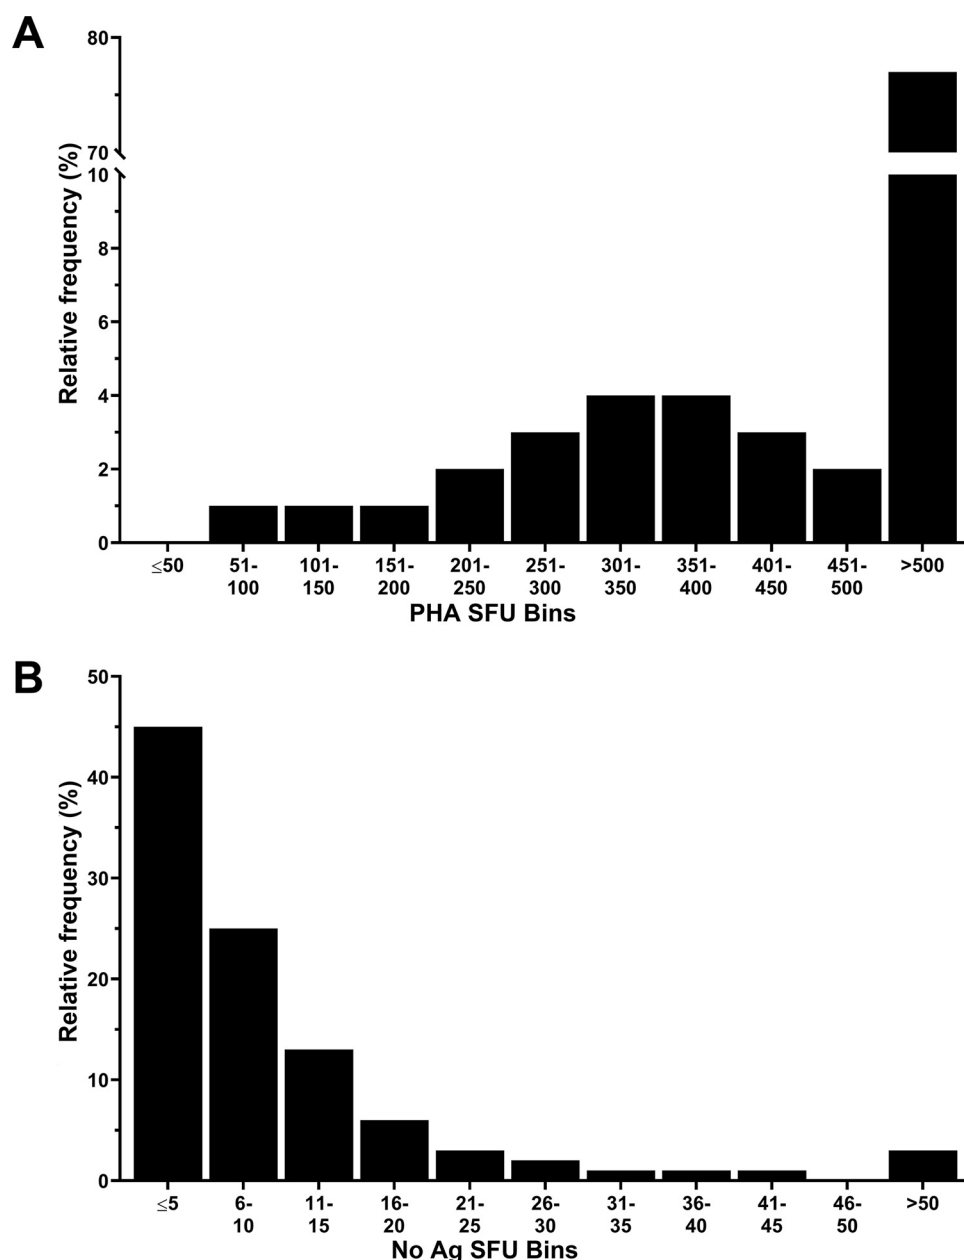 A
80
70
10
8
6
4
2
0
Relative frequency (%)
≤50 51- 101- 151- 201- 251- 301- 351- 401- 451- >500
100 150 200 250 300 350 400 450 500
PHA SFU Bins
B
50
40
30
20
10
0
Relative frequency (%)
≤5 6- 11- 16- 21- 26- 31- 36- 41- 46- >50
10 15 20 25 30 35 40 45 50
No Ag SFU Bins